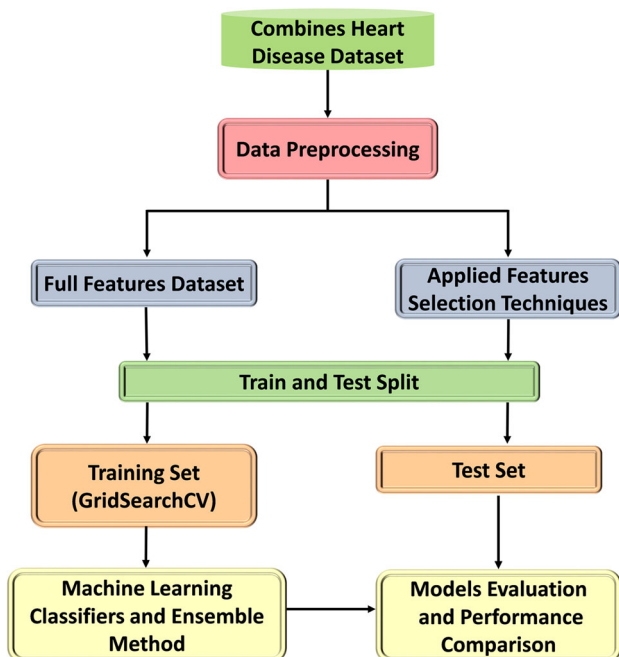 Combines Heart
Disease Dataset
Data Preprocessing
Full Features Dataset
Applied Features
Selection Techniques
Train and Test Split
Training Set
(GridSearchCV)
Test Set
Machine Learning
Classifiers and Ensemble
Method
Models Evaluation
and Performance
Comparison